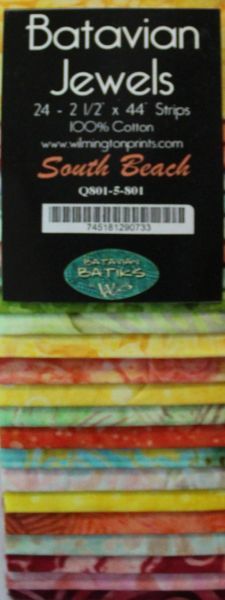 Batavian
Jewels
24 - 2 1/2" x 44" Strips
100% Cotton
www.wilmingtonprints.com
South Beach
Q801-5-801
745181290733
BATAVIAN
BATIKS